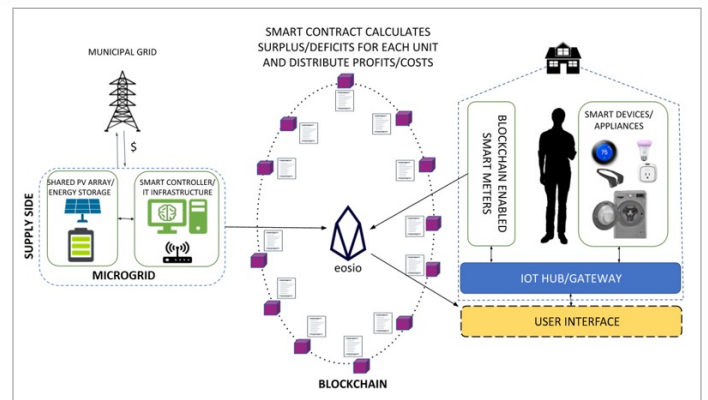 SMART CONTRACT CALCULATES
SURPLUS/DEFICITS FOR EACH UNIT
AND DISTRIBUTE PROFITS/COSTS
MUNICIPAL GRID
$
SUPPLY SIDE
SHARED PV ARRAY/
ENERGY STORAGE
SMART CONTROLLER/
IT INFRASTRUCTURE
MICROGRID
eosio
BLOCKCHAIN
BLOCKCHAIN ENABLED
SMART METERS
SMART DEVICES/
APPLIANCES
75
IOT HUB/GATEWAY
USER INTERFACE